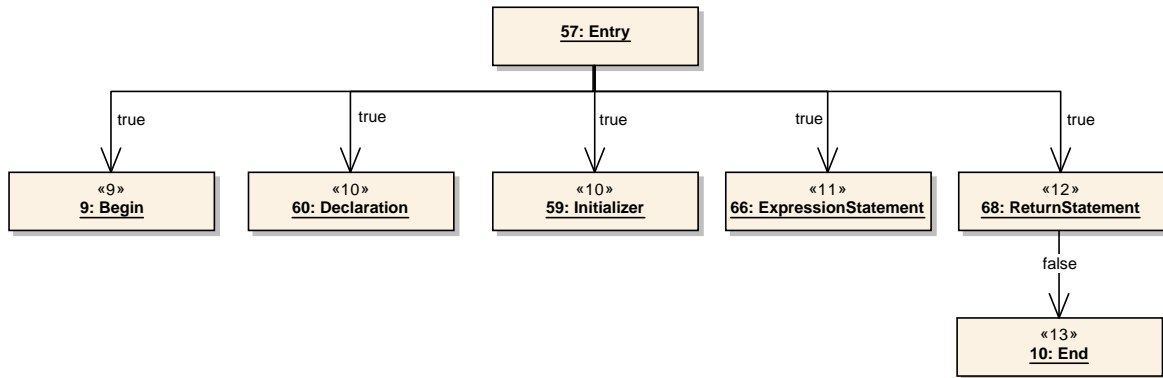 57: Entry
true
true
true
true
true
«9»
9: Begin
«10»
60: Declaration
«10»
59: Initializer
«11»
66: ExpressionStatement
«12»
68: ReturnStatement
false
«13»
10: End